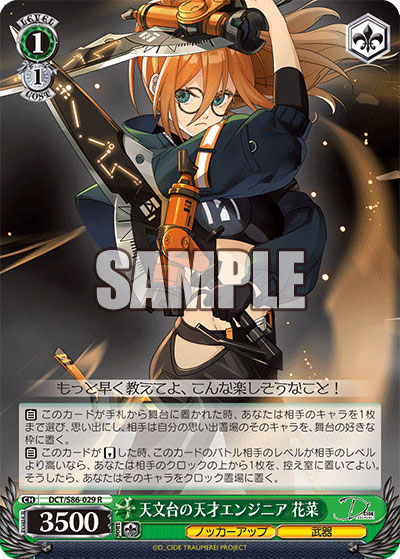 LEVEL
1
1
COST
SAMPLE
もっと早く教えてよ、こんな楽しそうなこと！
自 このカードが手札から舞台に置かれた時、あなたは相手のキャラを1枚
まで選び、思い出にし、相手は自分の思い出置場のそのキャラを、舞台の好きな
枠に置く。
自 このカードが【】した時、このカードのバトル相手のレベルが相手のレベル
より高いなら、あなたは相手のクロックの上から1枚を、控え室に置いてよい。
そうしたら、あなたはそのキャラをクロック置場に置く。
CH DCT/S86-029 R
天文台の天才エンジニア 花菜
POWER
3500
ノッカーアップ
武器
©D_CIDE TRAUMEREI PROJECT